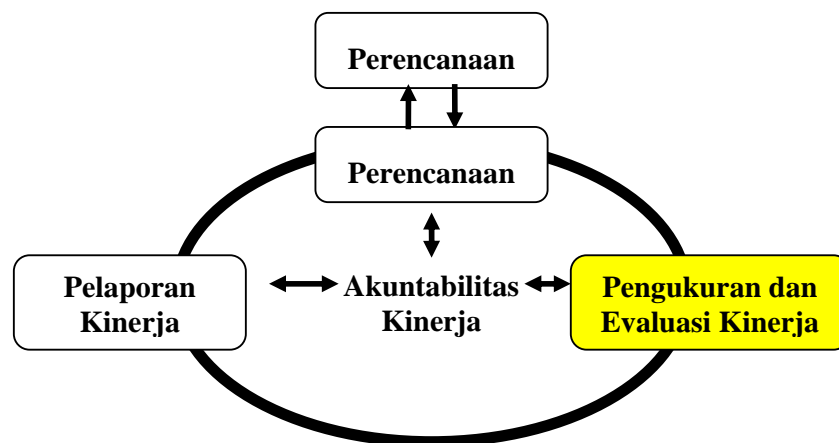 Perencanaan
Perencanaan
Pelaporan
Kinerja
Akuntabilitas
Kinerja
Pengukuran dan
Evaluasi Kinerja